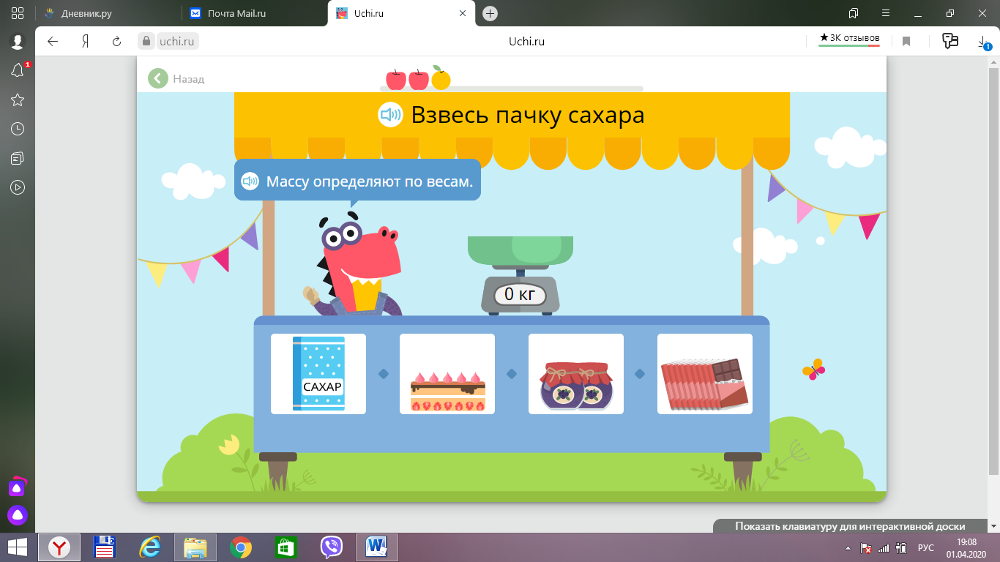 Дневник.ру
Почта Mail.ru
Uchi.ru
uchi.ru
Uchi.ru
★ 3К отзывов
1
1
Назад
Взвесь пачку сахара
Массу определяют по весам.
0 кг
САХАР
Показать клавиатуру для интерактивной доски
РУС
19:08
01.04.2020